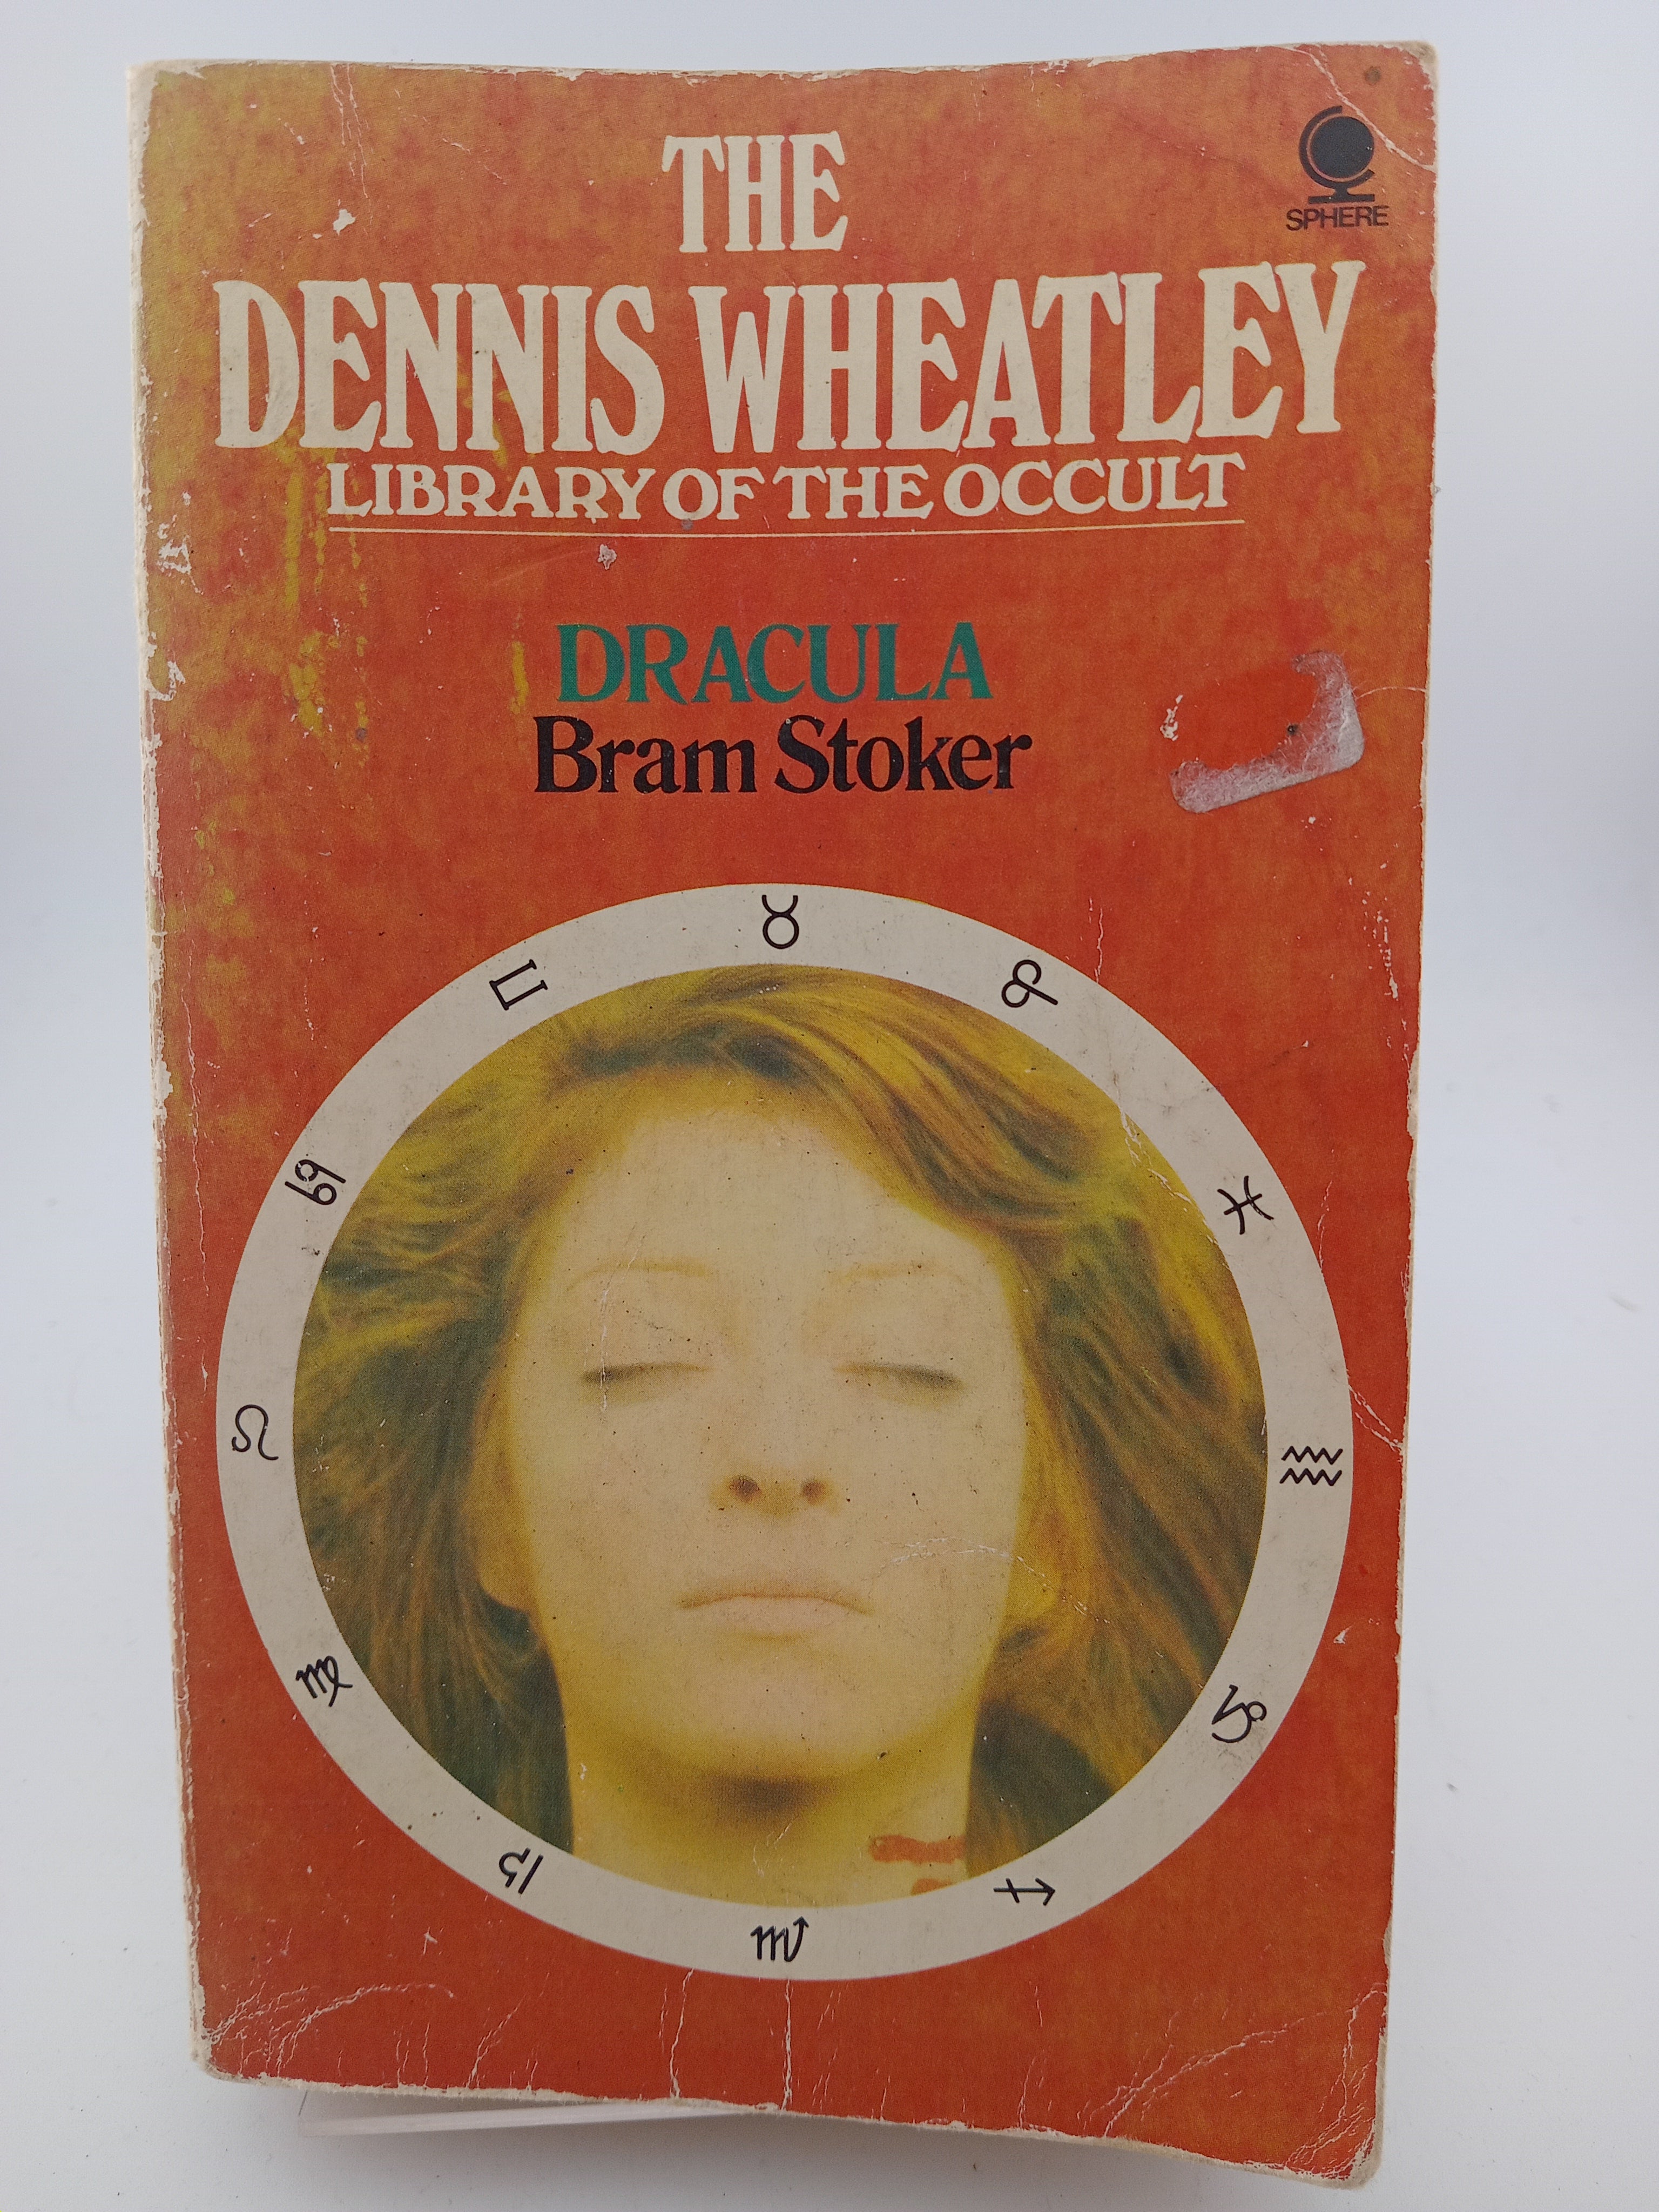 SPHERE
THE
DENNIS WHEATLEY
LIBRARY OF THE OCCULT
DRACULA
Bram Stoker
♉
♊
♈
♋
♓
♌
♒
♍
♑
♎
♐
♏